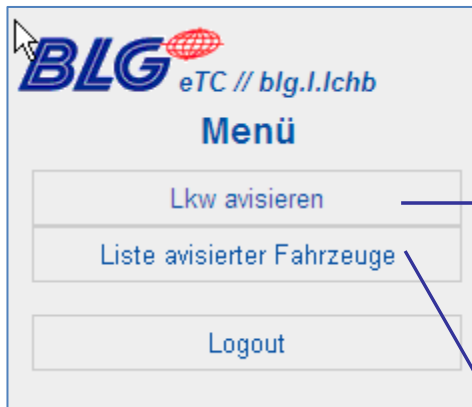 BLG eTC // blg.l.lchb
Menü
Lkw avisieren
Liste avisierter Fahrzeuge
Logout